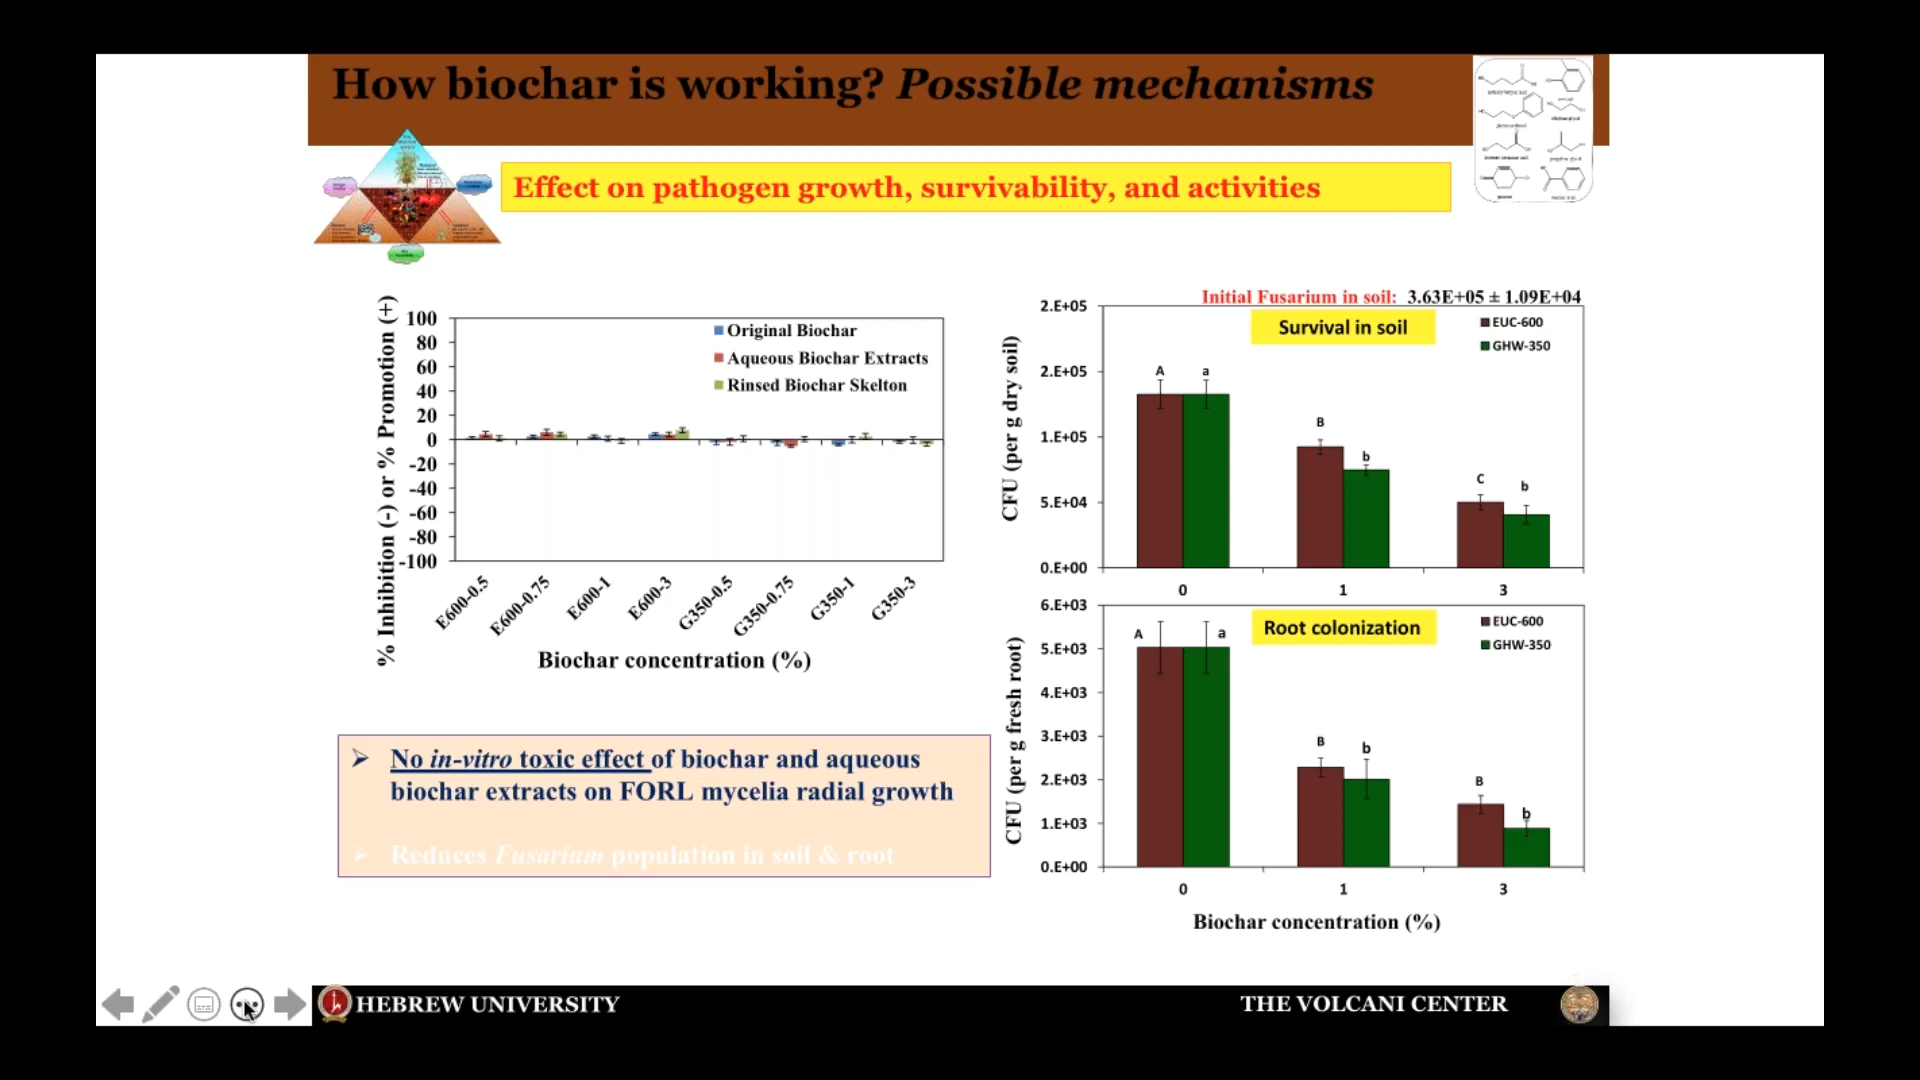 How biochar is working? Possible mechanisms
Effect on pathogen growth, survivability, and activities
% Inhibition (-) or % Promotion (+)
100
80
60
40
20
0
-20
-40
-60
-80
-100
Original Biochar
Aqueous Biochar Extracts
Rinsed Biochar Skelton
E600-0.5
E600-0.75
E600-1
E600-3
G350-0.5
G350-0.75
G350-1
G350-3
Biochar concentration (%)
➢ No in-vitro toxic effect of biochar and aqueous
biochar extracts on FORL mycelia radial growth
➢ Reduces Fusarium population in soil & root
Initial Fusarium in soil: 3.63E+05 ± 1.09E+04
CFU (per g dry soil)
2.E+05
2.E+05
1.E+05
5.E+04
0.E+00
Survival in soil
EUC-600
GHW-350
A
a
B
b
C
b
0
1
3
CFU (per g fresh root)
6.E+03
5.E+03
4.E+03
3.E+03
2.E+03
1.E+03
0.E+00
Root colonization
EUC-600
GHW-350
A
a
B
b
B
b
0
1
3
Biochar concentration (%)
HEBREW UNIVERSITY
THE VOLCANI CENTER